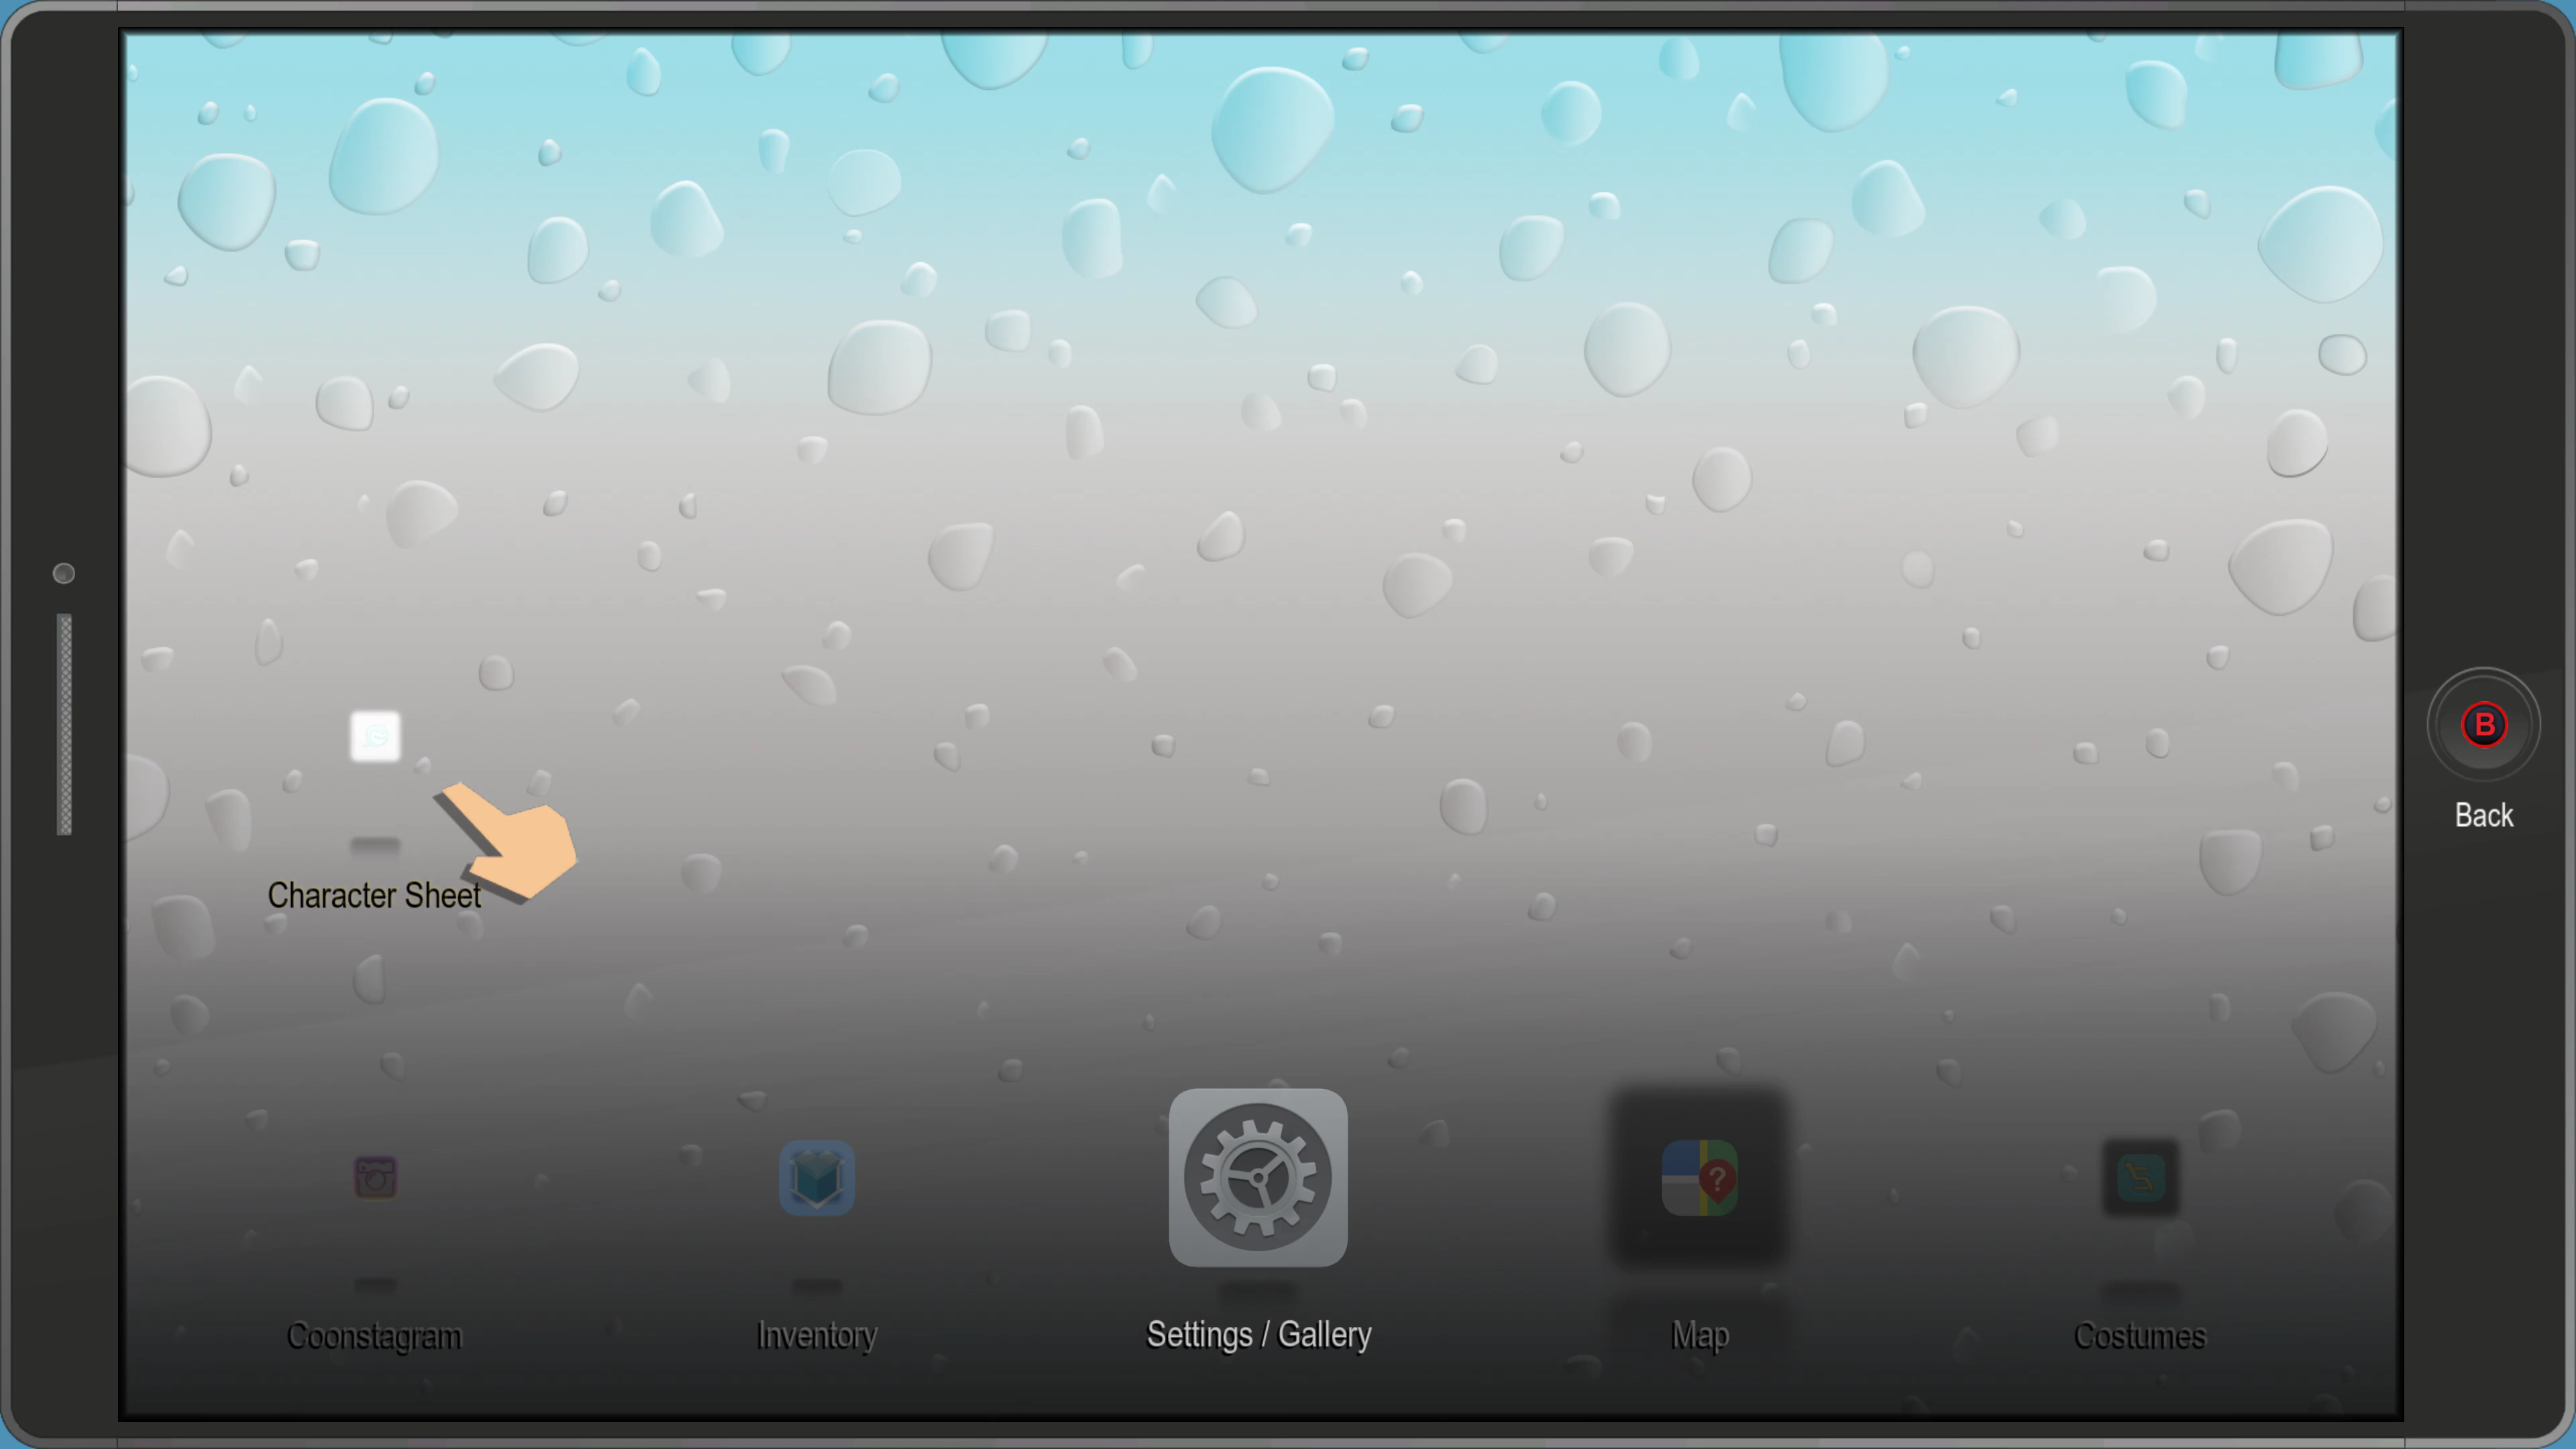 B
Back
Character Sheet
?
Coonstagram
Inventory
Settings / Gallery
Map
Costumes